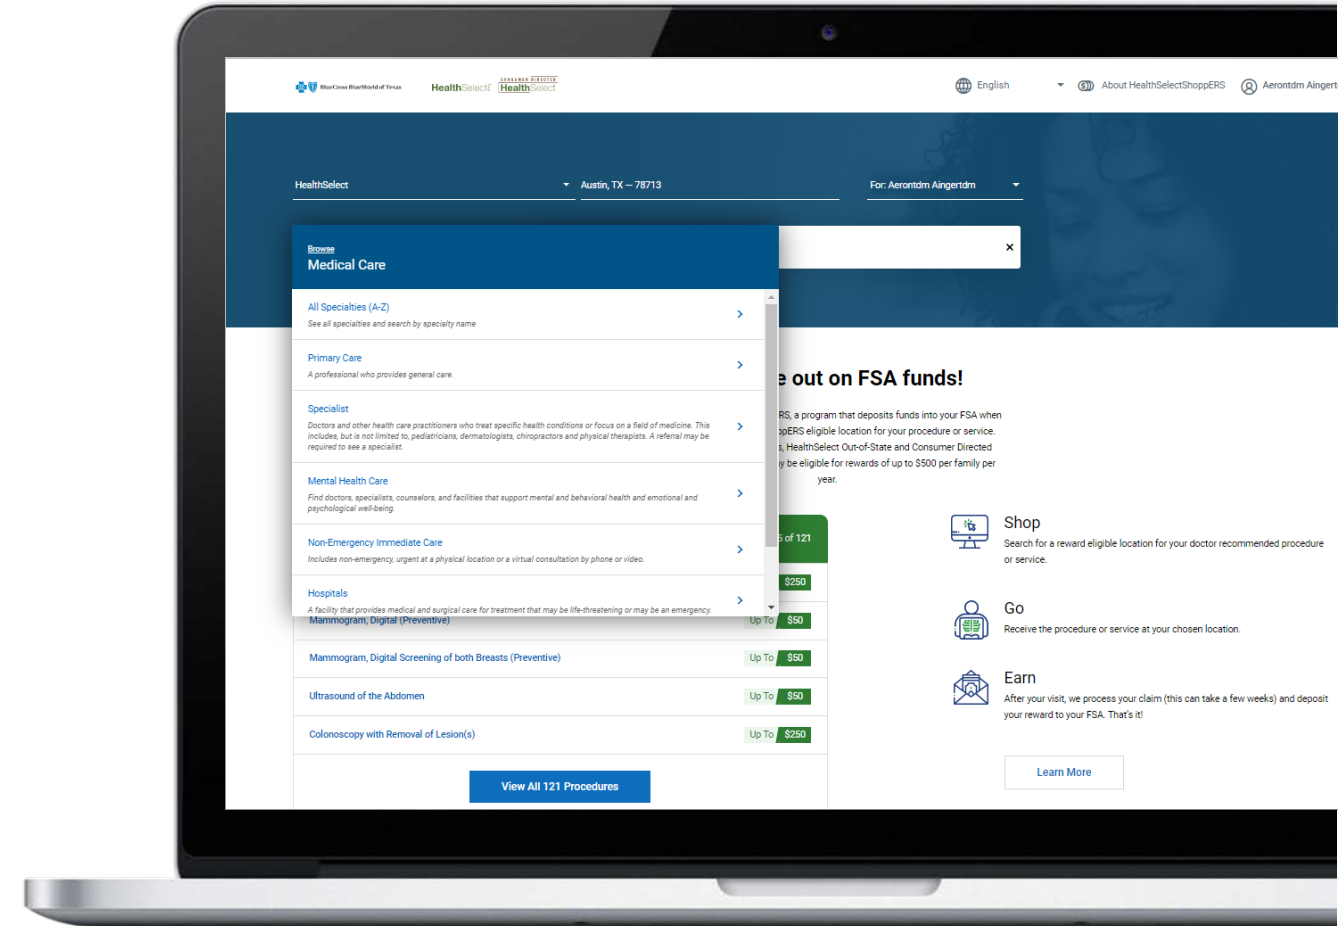 BlueCross BlueShield of Texas
HealthSelect
CONSUMER DIRECTED
HealthSelect
English
About HealthSelectShoppERS
Aerontdm Aingert
HealthSelect
Austin, TX — 78713
For: Aerontdm Aingertdm
Browse
Medical Care
All Specialties (A-Z)
See all specialties and search by specialty name
Primary Care
A professional who provides general care.
Specialist
Doctors and other health care practitioners who treat specific health conditions or focus on a field of medicine. This
includes, but is not limited to, pediatricians, dermatologists, chiropractors and physical therapists. A referral may be
required to see a specialist.
Mental Health Care
Find doctors, specialists, counselors, and facilities that support mental and behavioral health and emotional and
psychological well-being.
Non-Emergency Immediate Care
Includes non-emergency, urgent at a physical location or a virtual consultation by phone or video.
Hospitals
A facility that provides medical and surgical care for treatment that may be life-threatening or may be an emergency.
out on FSA funds!
RS, a program that deposits funds into your FSA when
ppERS eligible location for your procedure or service.
s, HealthSelect Out-of-State and Consumer Directed
y be eligible for rewards of up to $500 per family per
year.
of 121
$250
Mammogram, Digital (Preventive)
Up To $50
Mammogram, Digital Screening of both Breasts (Preventive)
Up To $50
Ultrasound of the Abdomen
Up To $50
Colonoscopy with Removal of Lesion(s)
Up To $250
View All 121 Procedures
Shop
Search for a reward eligible location for your doctor recommended procedure
or service.
Go
Receive the procedure or service at your chosen location.
Earn
After your visit, we process your claim (this can take a few weeks) and deposit
your reward to your FSA. That's it!
Learn More